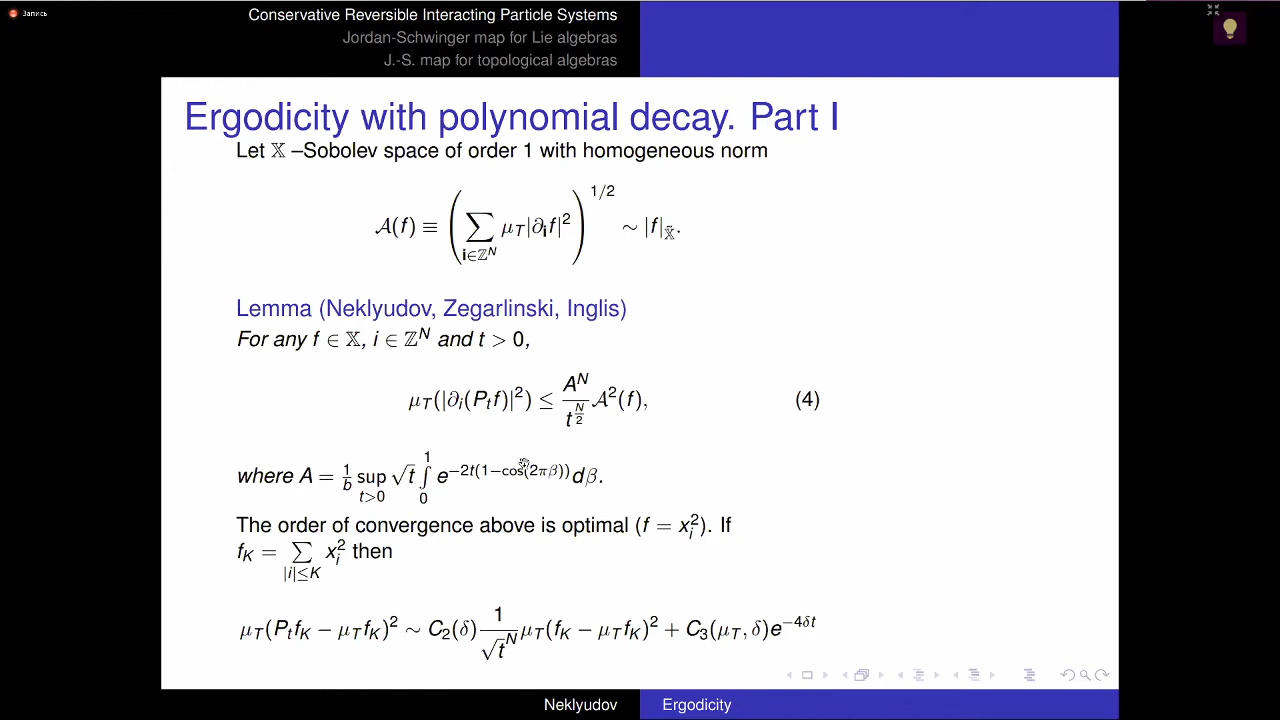 Запись
Conservative Reversible Interacting Particle Systems
Jordan-Schwinger map for Lie algebras
J.-S. map for topological algebras
Ergodicity with polynomial decay. Part I
Let 𝕏 –Sobolev space of order 1 with homogeneous norm
𝒜(f) ≡ (∑_{i∈ℤ^N} μ_T|∂_i f|²)^{1/2} ∼ |f|_{𝕏̃}.
Lemma (Neklyudov, Zegarlinski, Inglis)
For any f ∈ 𝕏, i ∈ ℤ^N and t > 0,
μ_T(|∂_i(P_t f)|²) ≤ A^N / t^{N/2} 𝒜²(f), (4)
where A = 1/b sup_{t>0} √t ∫_0^1 e^{−2t(1−cos(2πβ))} dβ.
The order of convergence above is optimal (f = x_i²). If
f_K = ∑_{|i|≤K} x_i² then
μ_T(P_t f_K − μ_T f_K)² ∼ C_2(δ) 1/√t^N μ_T(f_K − μ_T f_K)² + C_3(μ_T, δ)e^{−4δt}
Neklyudov Ergodicity